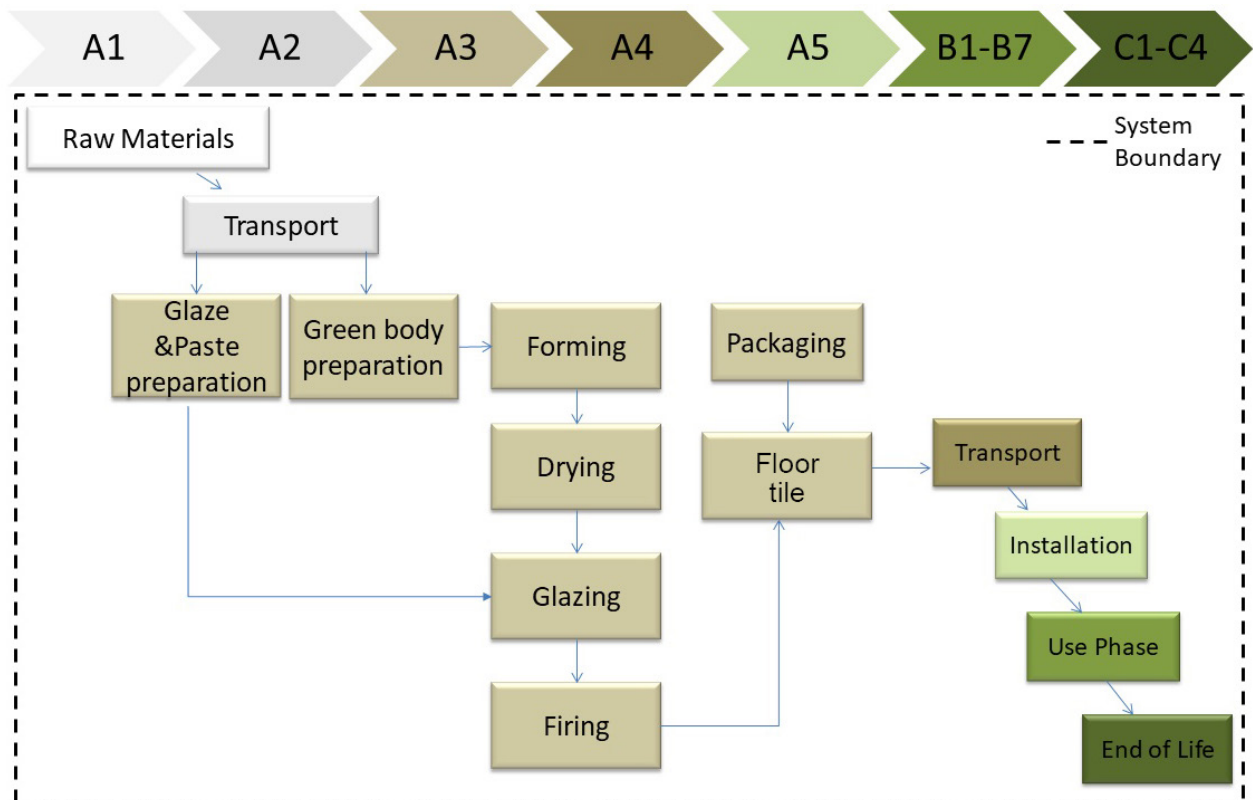 A1
A2
A3
A4
A5
B1-B7
C1-C4
Raw Materials
System
Boundary
Transport
Glaze
&Paste
preparation
Green body
preparation
Forming
Packaging
Drying
Floor
tile
Transport
Installation
Glazing
Use Phase
Firing
End of Life